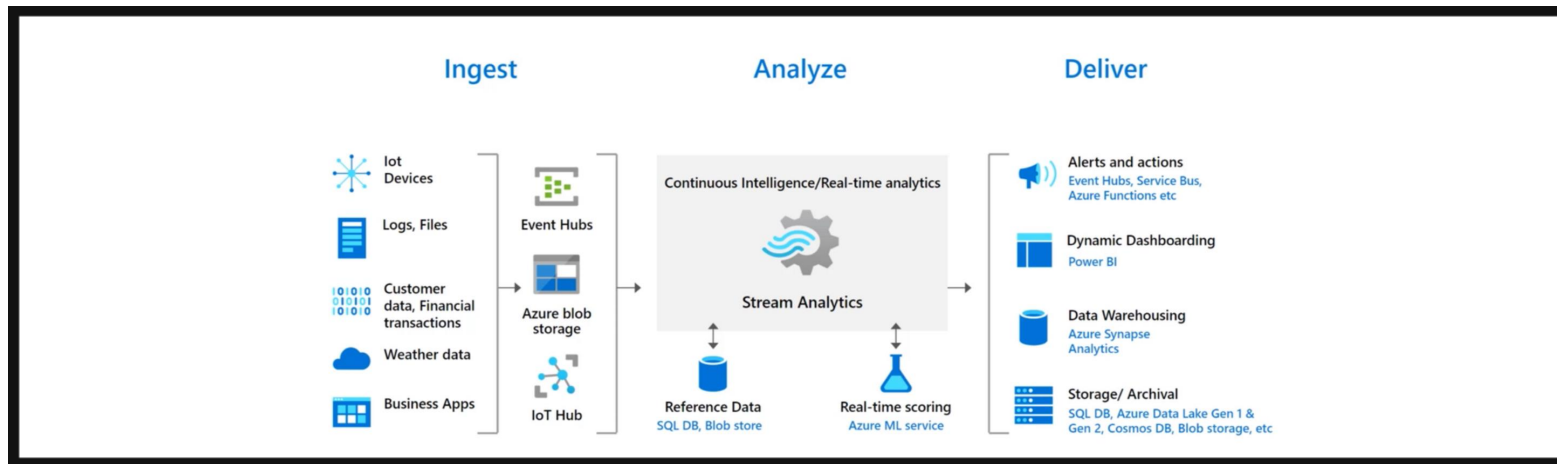 Ingest
Analyze
Deliver
Iot
Devices
Logs, Files
Customer
data, Financial
transactions
Weather data
Business Apps
Event Hubs
Azure blob
storage
IoT Hub
Continuous Intelligence/Real-time analytics
Stream Analytics
Reference Data
SQL DB, Blob store
Real-time scoring
Azure ML service
Alerts and actions
Event Hubs, Service Bus,
Azure Functions etc
Dynamic Dashboarding
Power BI
Data Warehousing
Azure Synapse
Analytics
Storage/ Archival
SQL DB, Azure Data Lake Gen 1 &
Gen 2, Cosmos DB, Blob storage, etc
101010
010101
101010